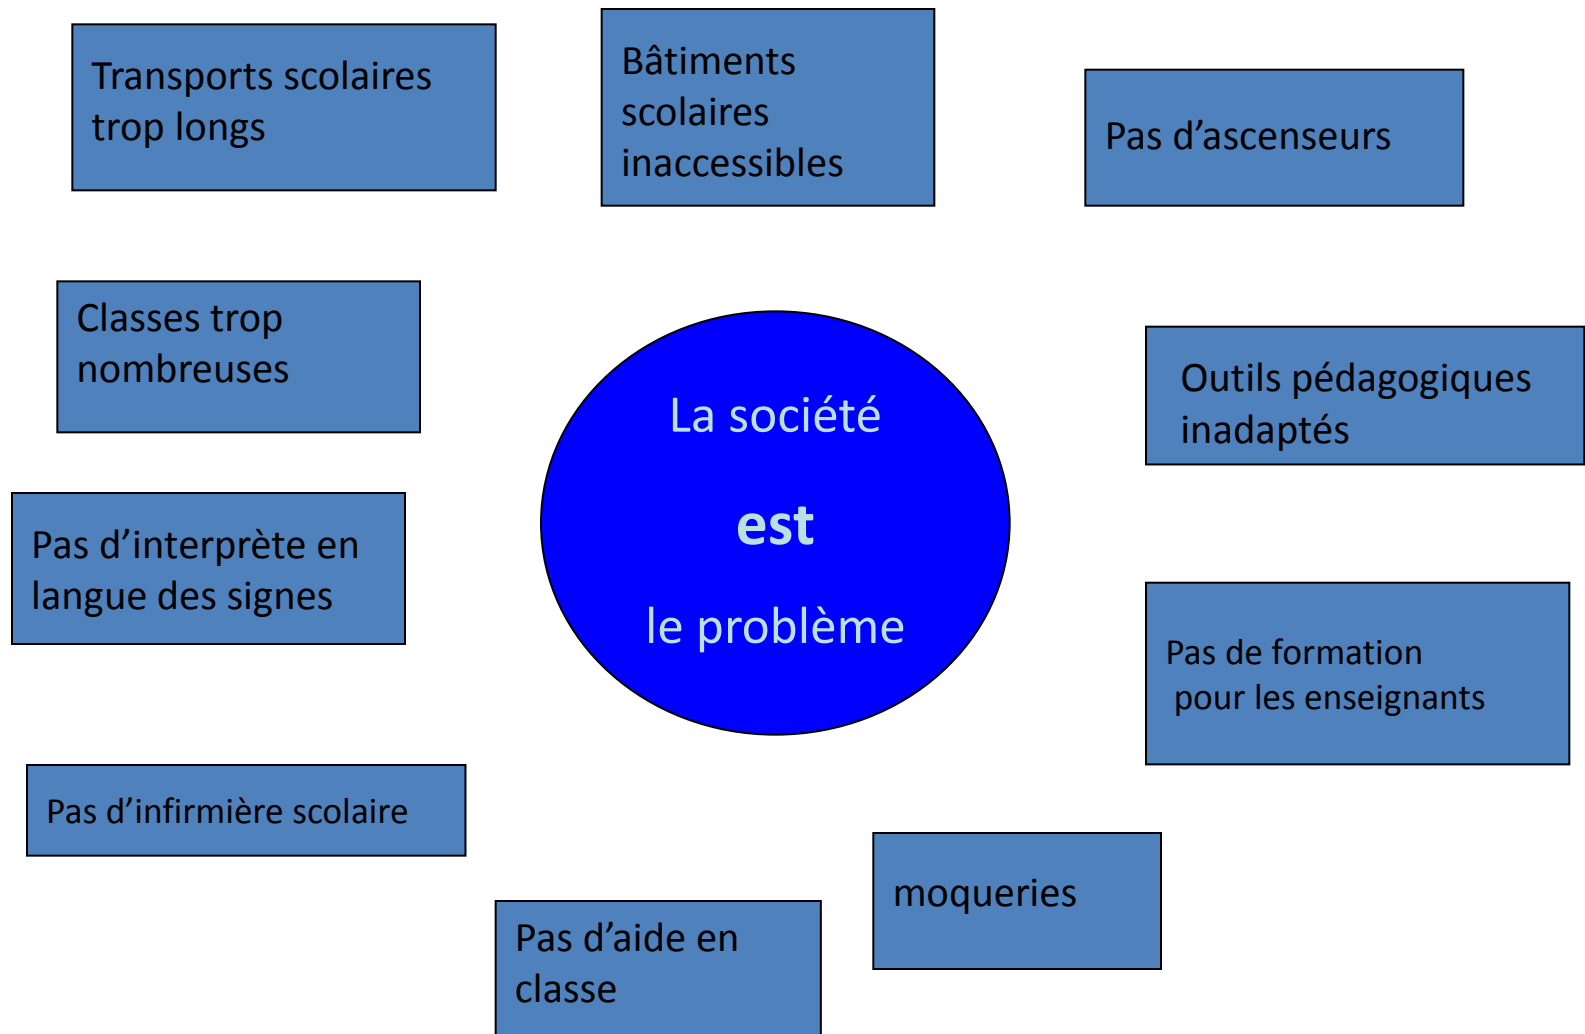 Transports scolaires
trop longs
Bâtiments
scolaires
inaccessibles
Pas d’ascenseurs
Classes trop
nombreuses
La société
est
le problème
Outils pédagogiques
inadaptés
Pas d’interprète en
langue des signes
Pas de formation
pour les enseignants
Pas d’infirmière scolaire
moqueries
Pas d’aide en
classe